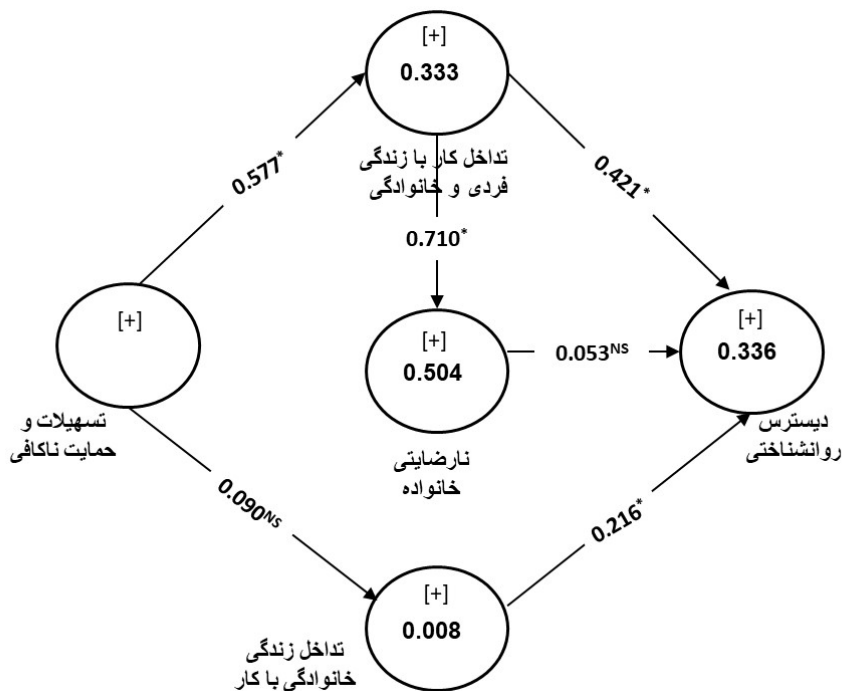 [+]
0.333
تداخل کار با زندگی
فردی و خانوادگی
0.577*
0.421*
0.710*
[+]
تسهیلات و
حمایت ناکافی
[+]
0.504
نارضایتی
خانواده
0.053NS
[+]
0.336
دیسترس
روانشناختی
0.090NS
0.216*
[+]
0.008
تداخل زندگی
خانوادگی با کار